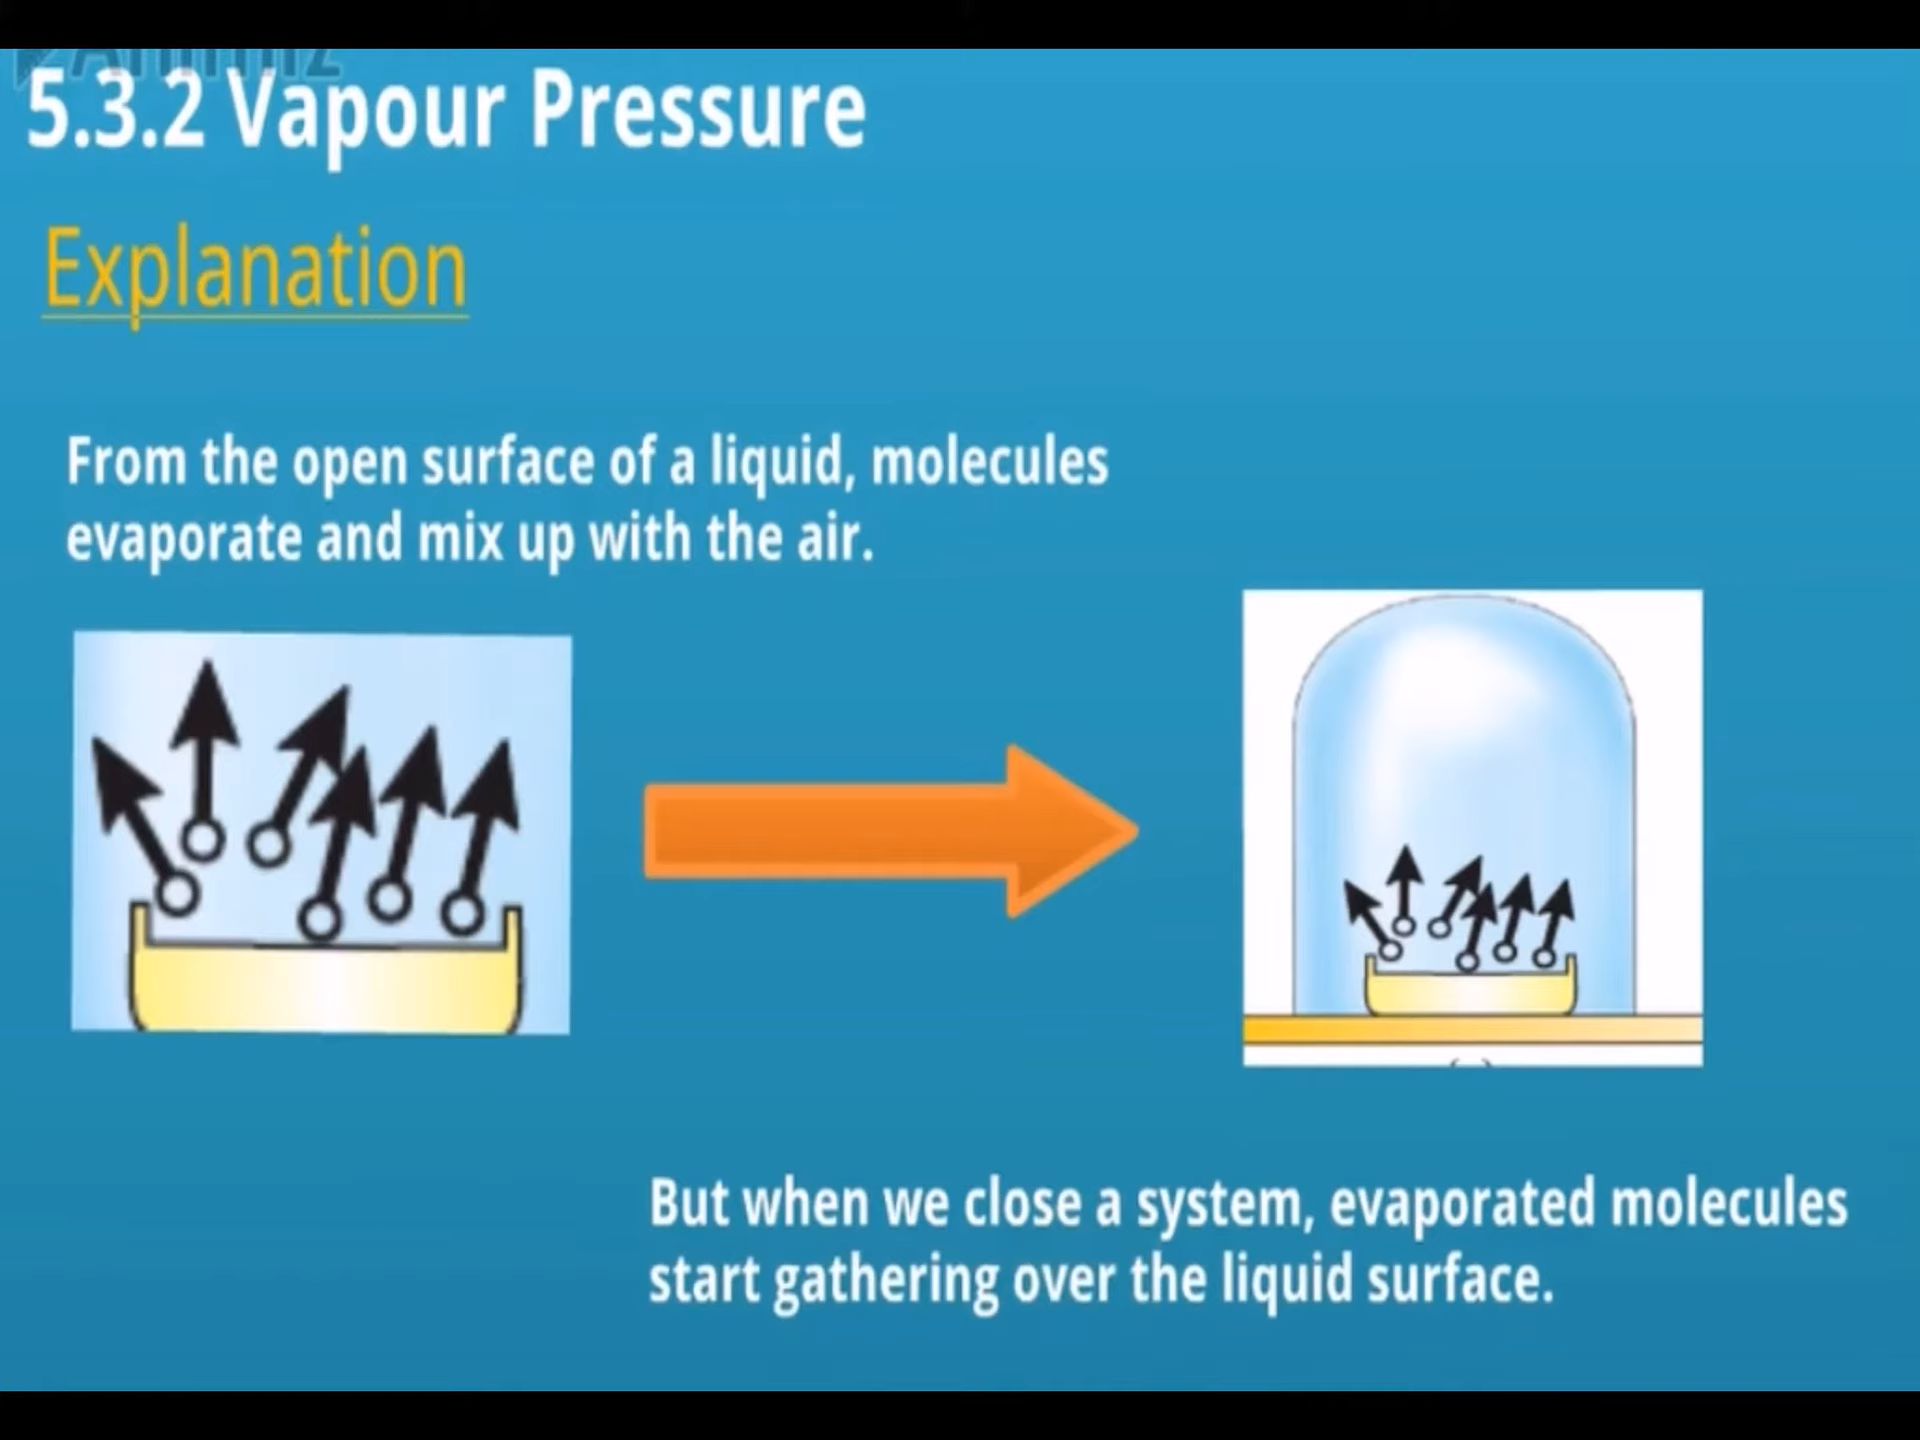 5.3.2 Vapour Pressure
Explanation
From the open surface of a liquid, molecules
evaporate and mix up with the air.
But when we close a system, evaporated molecules
start gathering over the liquid surface.